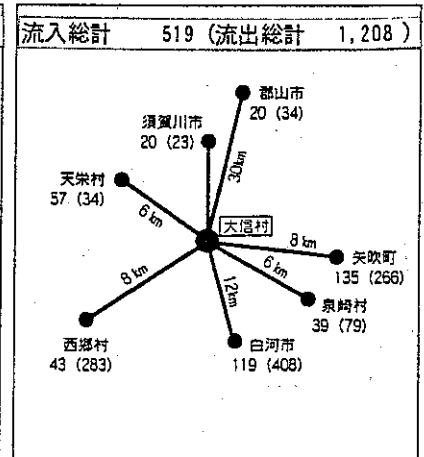 流入総計 519 (流出総計 1,208)
郡山市
20 (34)
須賀川市
20 (23)
30km
天栄村
57 (34)
6km
大信村
8km
矢吹町
135 (266)
6km
泉崎村
39 (79)
8km
12km
西郷村
43 (283)
白河市
119 (408)